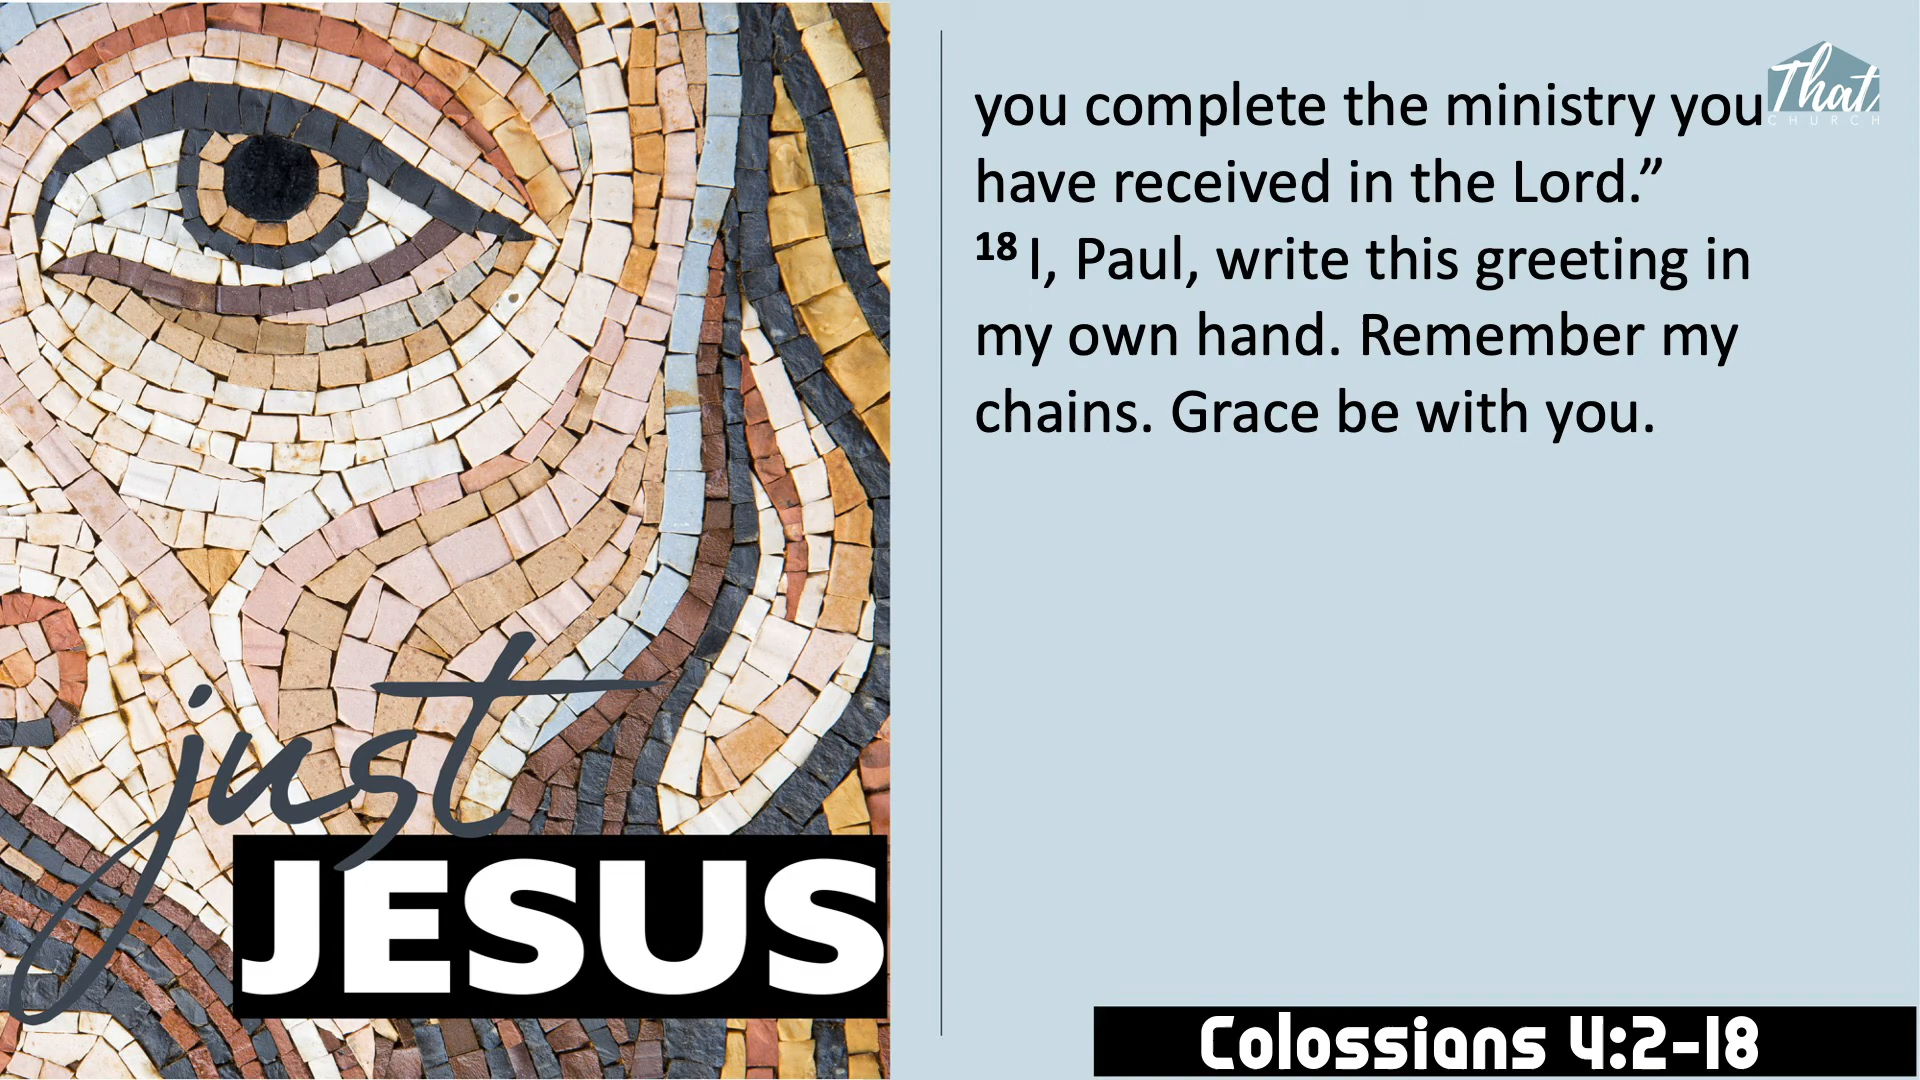 you complete the ministry you
have received in the Lord.”
18 I, Paul, write this greeting in
my own hand. Remember my
chains. Grace be with you.
That
CHURCH
just
JESUS
Colossians 4:2-18